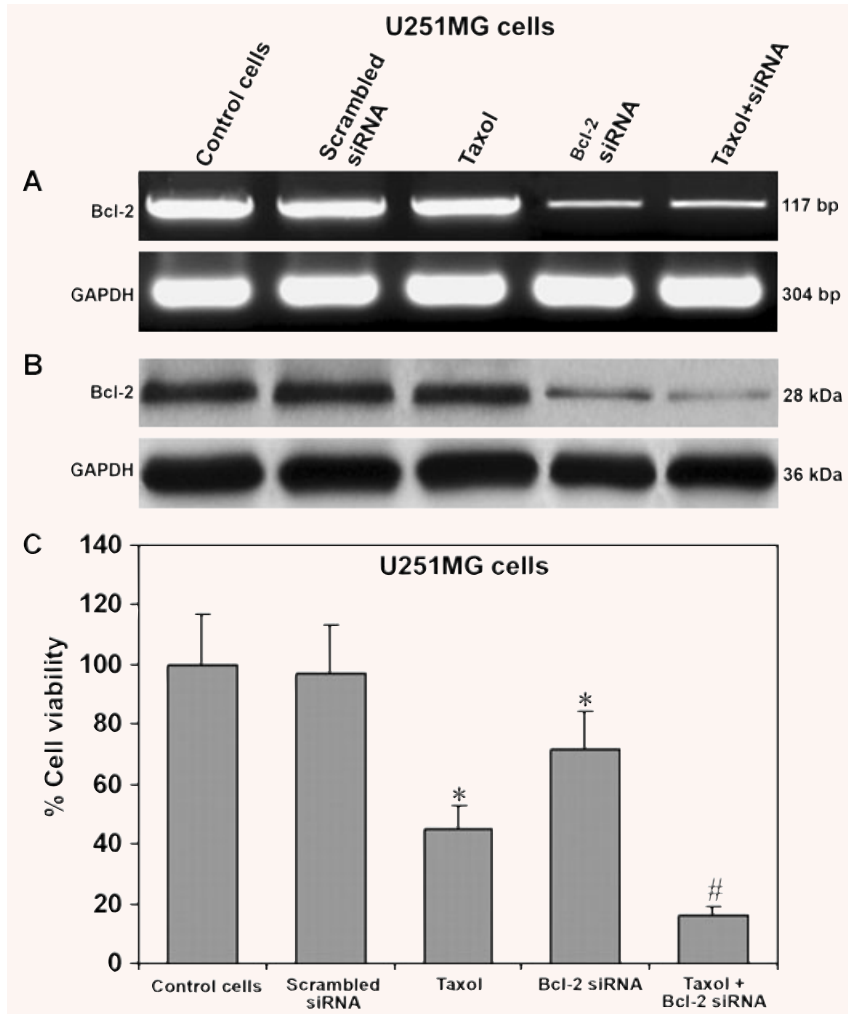 U251MG cells
Control cells
Scrambled
siRNA
Taxol
Bcl-2
siRNA
Taxol+siRNA
A
Bcl-2
117 bp
GAPDH
304 bp
B
Bcl-2
28 kDa
GAPDH
36 kDa
C
U251MG cells
% Cell viability
140
120
100
80
60
40
20
0
*
*
#
Control cells
Scrambled
siRNA
Taxol
Bcl-2 siRNA
Taxol +
Bcl-2 siRNA